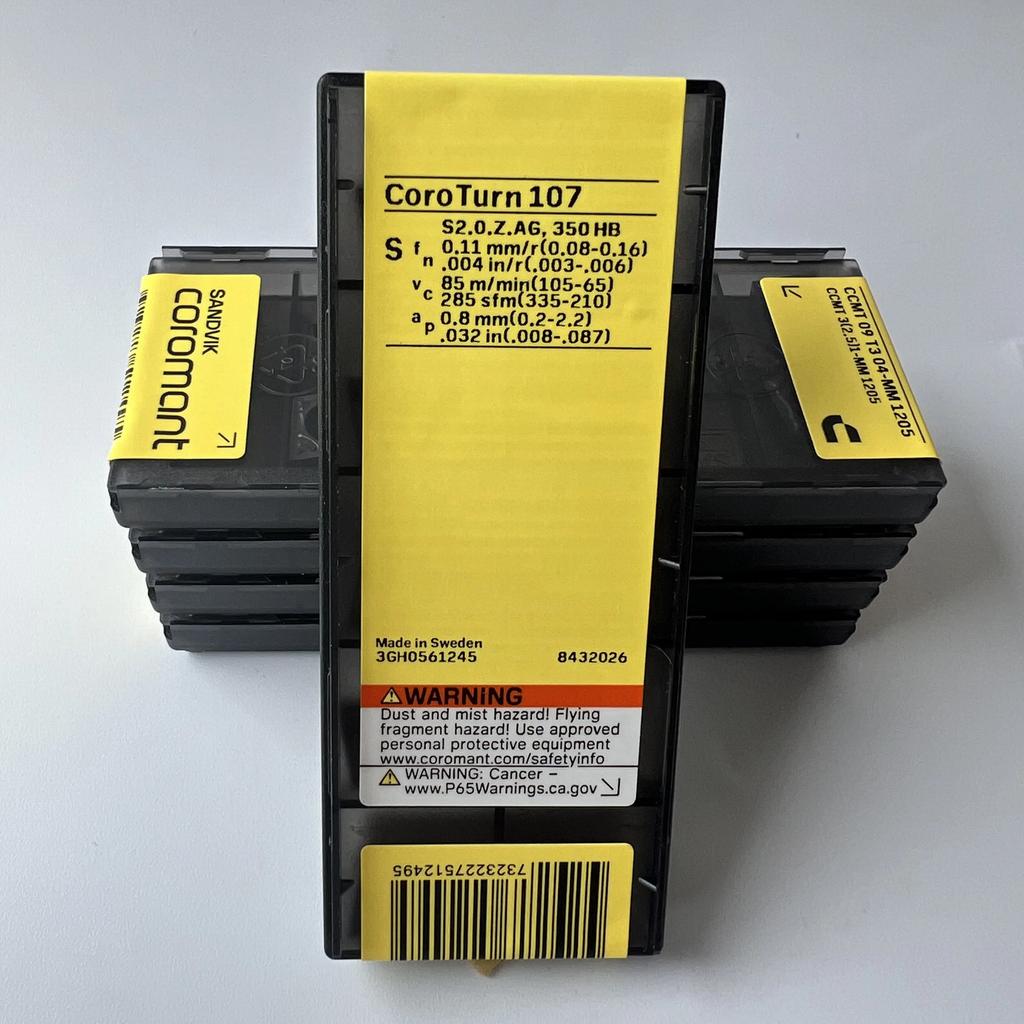 CoroTurn 107
S2.0.Z.AG, 350 HB
S fn 0.11 mm/r(0.08-0.16)
.004 in/r(.003-.006)
vc 85 m/min(105-65)
285 sfm(335-210)
ap 0.8 mm(0.2-2.2)
.032 in(.008-.087)
SANDVIK
coromant
CCMT 09 T3 04-MM 1205
CCMT 3(2,5)1-MM 1205
Made in Sweden
3GH0561245 8432026
WARNING
Dust and mist hazard! Flying
fragment hazard! Use approved
personal protective equipment
www.coromant.com/safetyinfo
WARNING: Cancer –
www.P65Warnings.ca.gov
7323227512495